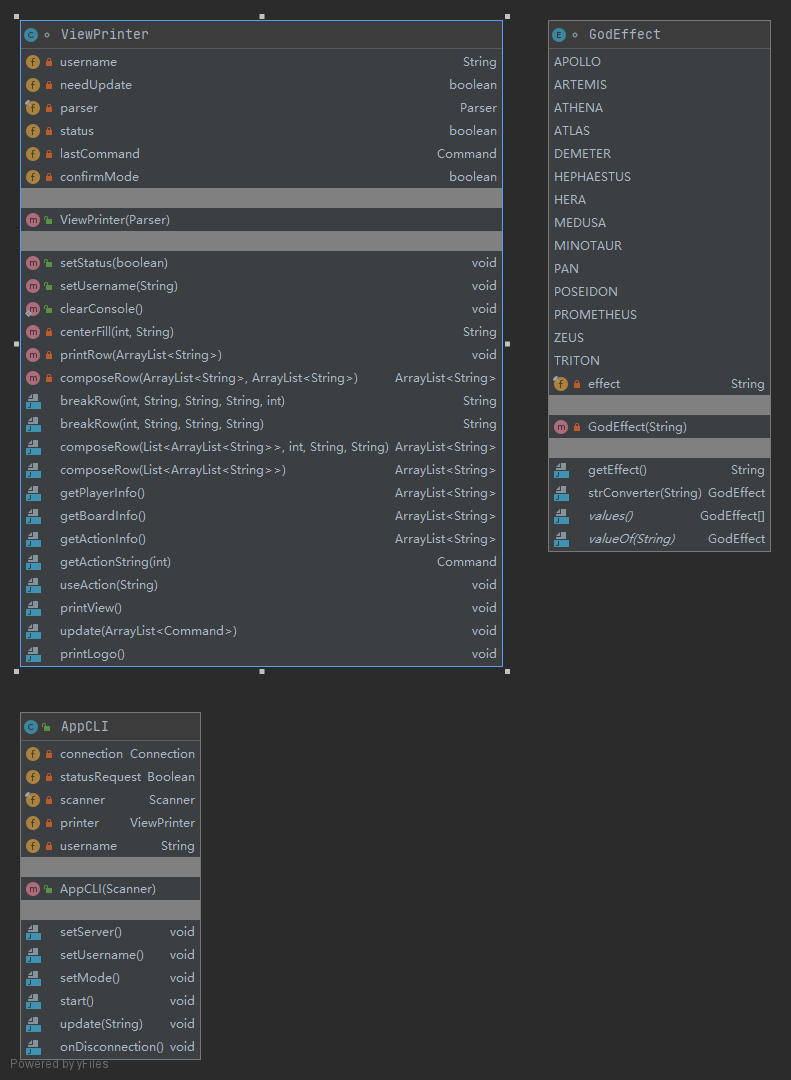 ViewPrinter
username String
needUpdate boolean
parser Parser
status boolean
lastCommand Command
confirmMode boolean
ViewPrinter(Parser)
setStatus(boolean) void
setUsername(String) void
clearConsole() void
centerFill(int, String) String
printRow(ArrayList<String>) void
composeRow(ArrayList<String>, ArrayList<String>) ArrayList<String>
breakRow(int, String, String, String, int) String
breakRow(int, String, String, String) String
composeRow(List<ArrayList<String>>, int, String, String) ArrayList<String>
composeRow(List<ArrayList<String>>) ArrayList<String>
getPlayerInfo() ArrayList<String>
getBoardInfo() ArrayList<String>
getActionInfo() ArrayList<String>
getActionString(int) Command
useAction(String) void
printView() void
update(ArrayList<Command>) void
printLogo() void
GodEffect
APOLLO
ARTEMIS
ATHENA
ATLAS
DEMETER
HEPHAESTUS
HERA
MEDUSA
MINOTAUR
PAN
POSEIDON
PROMETHEUS
ZEUS
TRITON
effect String
GodEffect(String)
getEffect() String
strConverter(String) GodEffect
values() GodEffect[]
valueOf(String) GodEffect
AppCLI
connection Connection
statusRequest Boolean
scanner Scanner
printer ViewPrinter
username String
AppCLI(Scanner)
setServer() void
setUsername() void
setMode() void
start() void
update(String) void
onDisconnection() void
Powered by yFiles